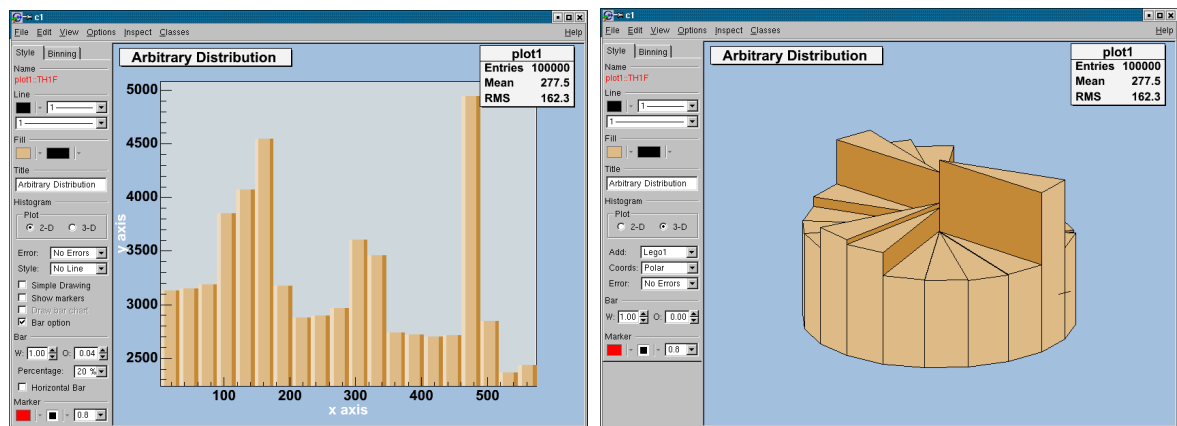 c1
File Edit View Options Inspect Classes Help
Style Binning
Name
plot1::TH1F
Line
1
1
Fill
Title
Arbitrary Distribution
Histogram
Plot
2-D 3-D
Error: No Errors
Style: No Line
Simple Drawing
Show markers
Draw bar chart
Bar option
Bar
W: 1.00 O: 0.04
Percentage: 20 %
Horizontal Bar
Marker
0.8
Arbitrary Distribution
plot1
Entries 100000
Mean 277.5
RMS 162.3
5000
4500
4000
3500
3000
2500
y axis
100 200 300 400 500
x axis
c1
File Edit View Options Inspect Classes Help
Style Binning
Name
plot1::TH1F
Line
1
1
Fill
Title
Arbitrary Distribution
Histogram
Plot
2-D 3-D
Add: Lego1
Coords: Polar
Error: No Errors
Bar
W: 1.00 O: 0.00
Marker
0.8
Arbitrary Distribution
plot1
Entries 100000
Mean 277.5
RMS 162.3